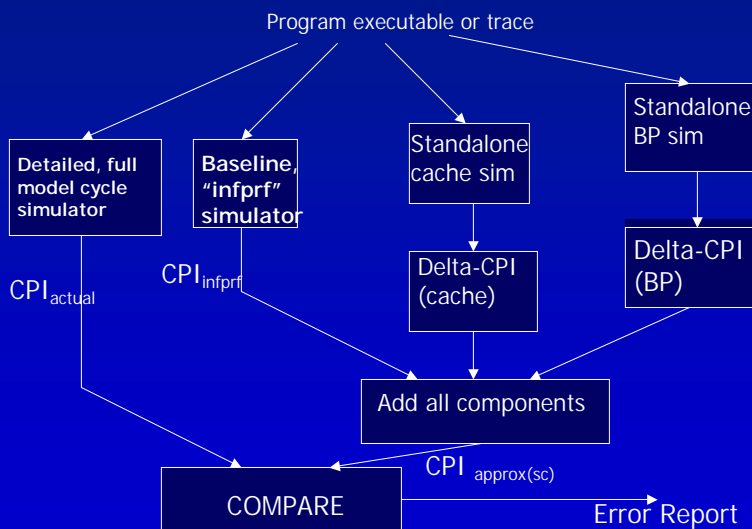 Program executable or trace
Standalone
BP sim
Detailed, full
model cycle
simulator
Baseline,
“infprf”
simulator
Standalone
cache sim
CPIactual
CPIinfprf
Delta-CPI
(cache)
Delta-CPI
(BP)
Add all components
CPI approx(sc)
COMPARE
Error Report